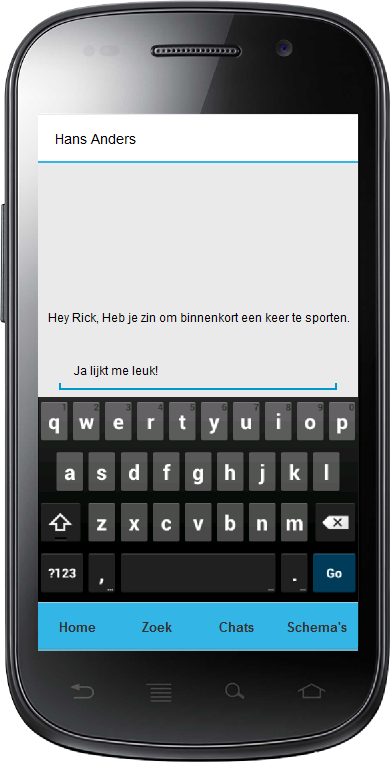 Hans Anders
Hey Rick, Heb je zin om binnenkort een keer te sporten.
Ja lijkt me leuk!
q 1 w 2 e 3 r 4 t 5 y 6 u 7 i 8 o 9 p 0
a s d f g h j k l
z x c v b n m
?123 , ... ... . ... Go
Home Zoek Chats Schema's